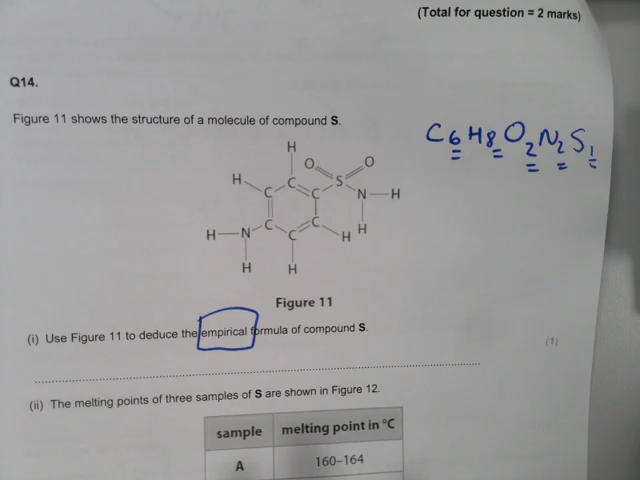 (Total for question = 2 marks)
Q14.
Figure 11 shows the structure of a molecule of compound S.
C6H8O2N2S1
H
O O
H C S
C C N H
H N C C H
C H
H H
Figure 11
(i) Use Figure 11 to deduce the empirical formula of compound S.
(1)
(ii) The melting points of three samples of S are shown in Figure 12.
sample melting point in °C
A 160–164